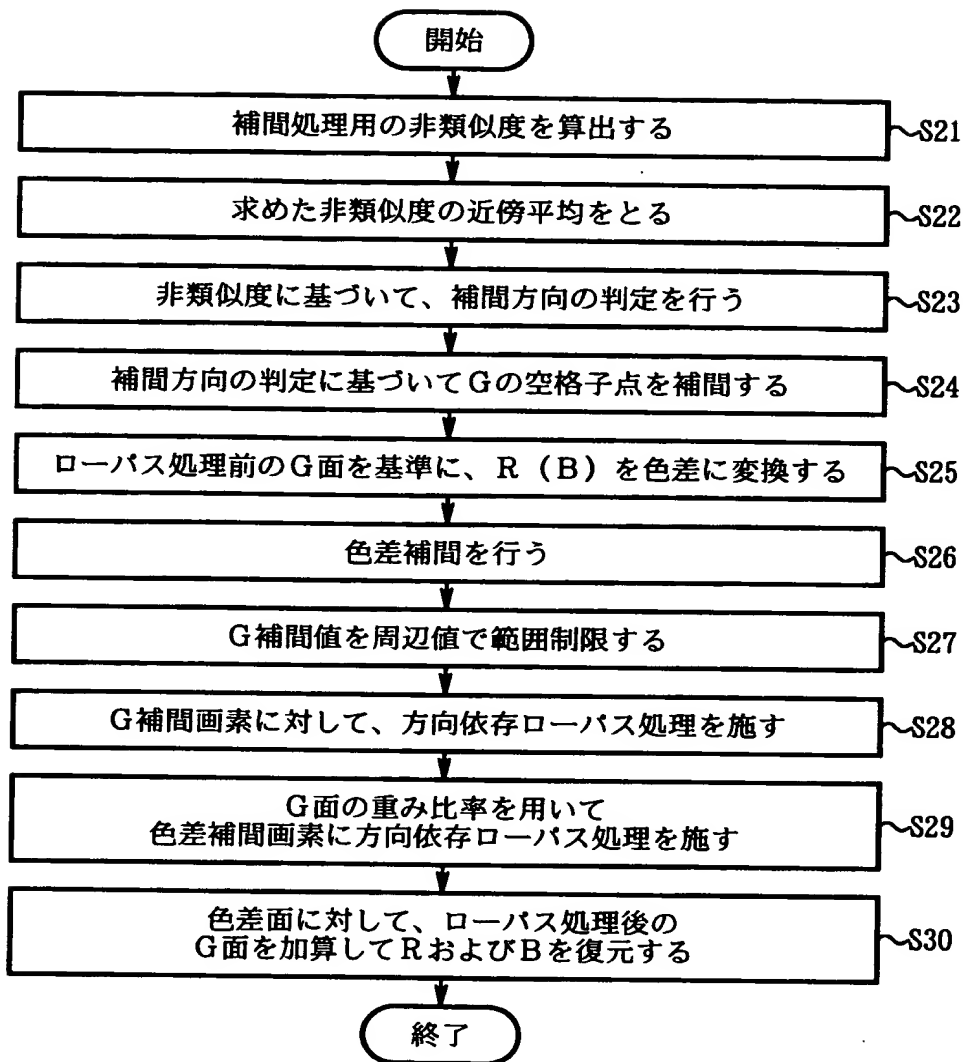 開始
補間処理用の非類似度を算出する
S21
求めた非類似度の近傍平均をとる
S22
非類似度に基づいて、補間方向の判定を行う
S23
補間方向の判定に基づいてGの空格子点を補間する
S24
ローパス処理前のG面を基準に、R（B）を色差に変換する
S25
色差補間を行う
S26
G補間値を周辺値で範囲制限する
S27
G補間画素に対して、方向依存ローパス処理を施す
S28
G面の重み比率を用いて
色差補間画素に方向依存ローパス処理を施す
S29
色差面に対して、ローパス処理後の
G面を加算してRおよびBを復元する
S30
終了